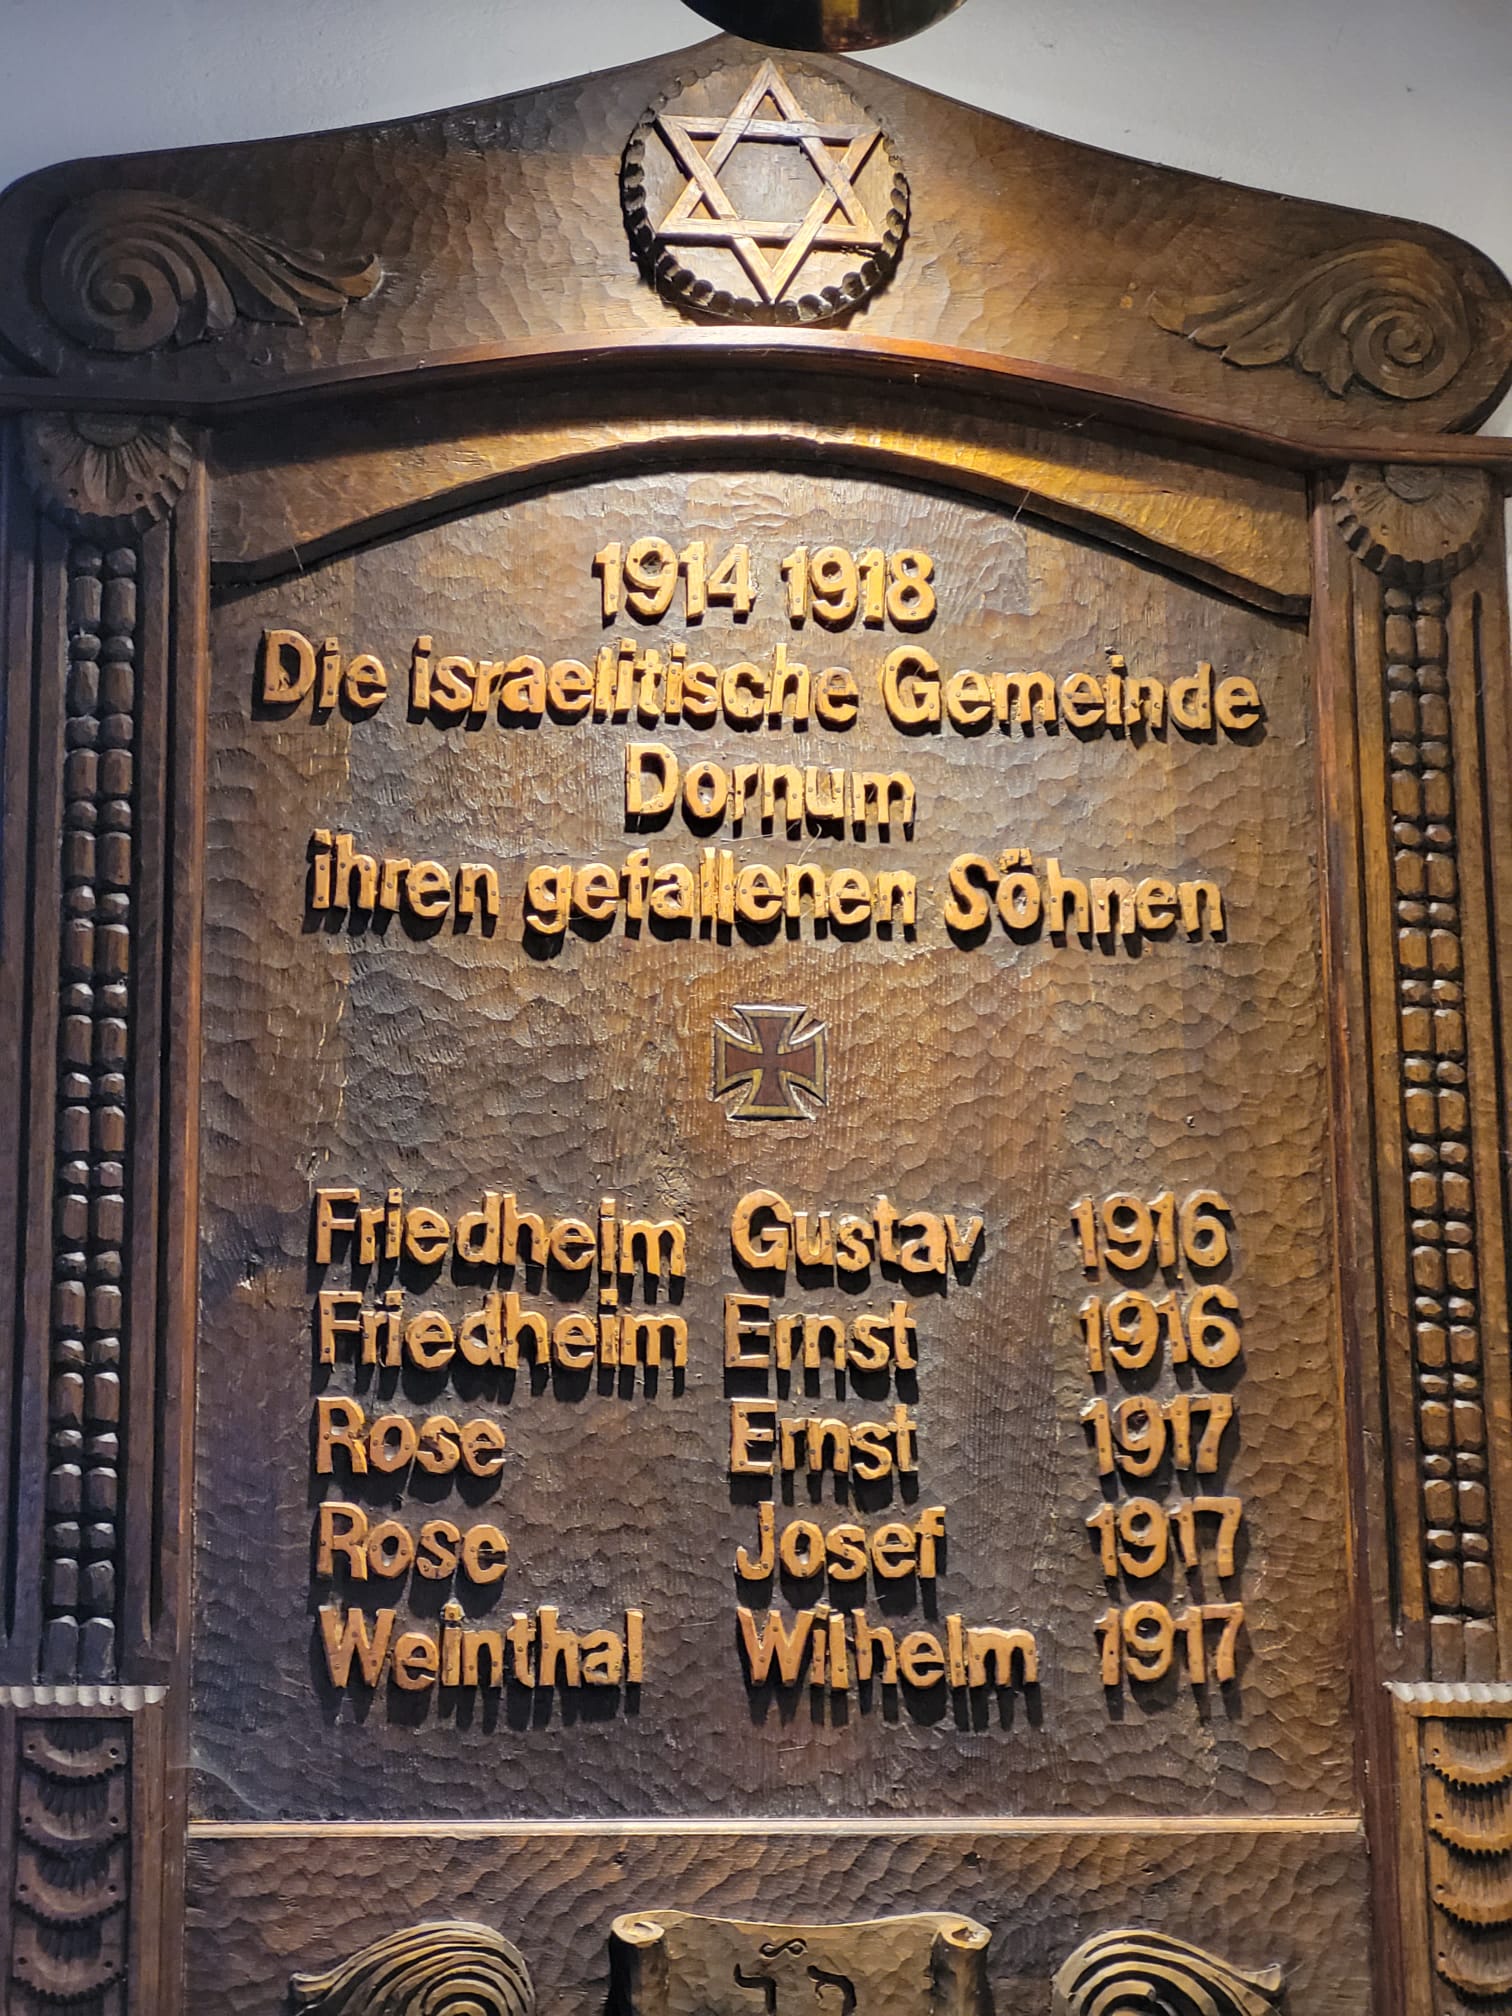 1914 1918
Die israelitische Gemeinde
Dornum
ihren gefallenen Söhnen
Friedheim Gustav 1916
Friedheim Ernst 1916
Rose Ernst 1917
Rose Josef 1917
Weinthal Wilhelm 1917